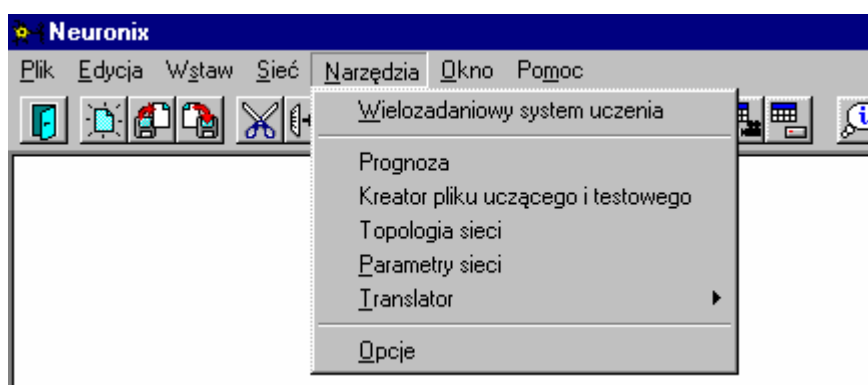 Neuronix
Plik Edycja Wstaw Sieć Narzędzia Okno Pomoc
Wielozadaniowy system uczenia
Prognoza
Kreator pliku uczącego i testowego
Topologia sieci
Parametry sieci
Translator
Opcje